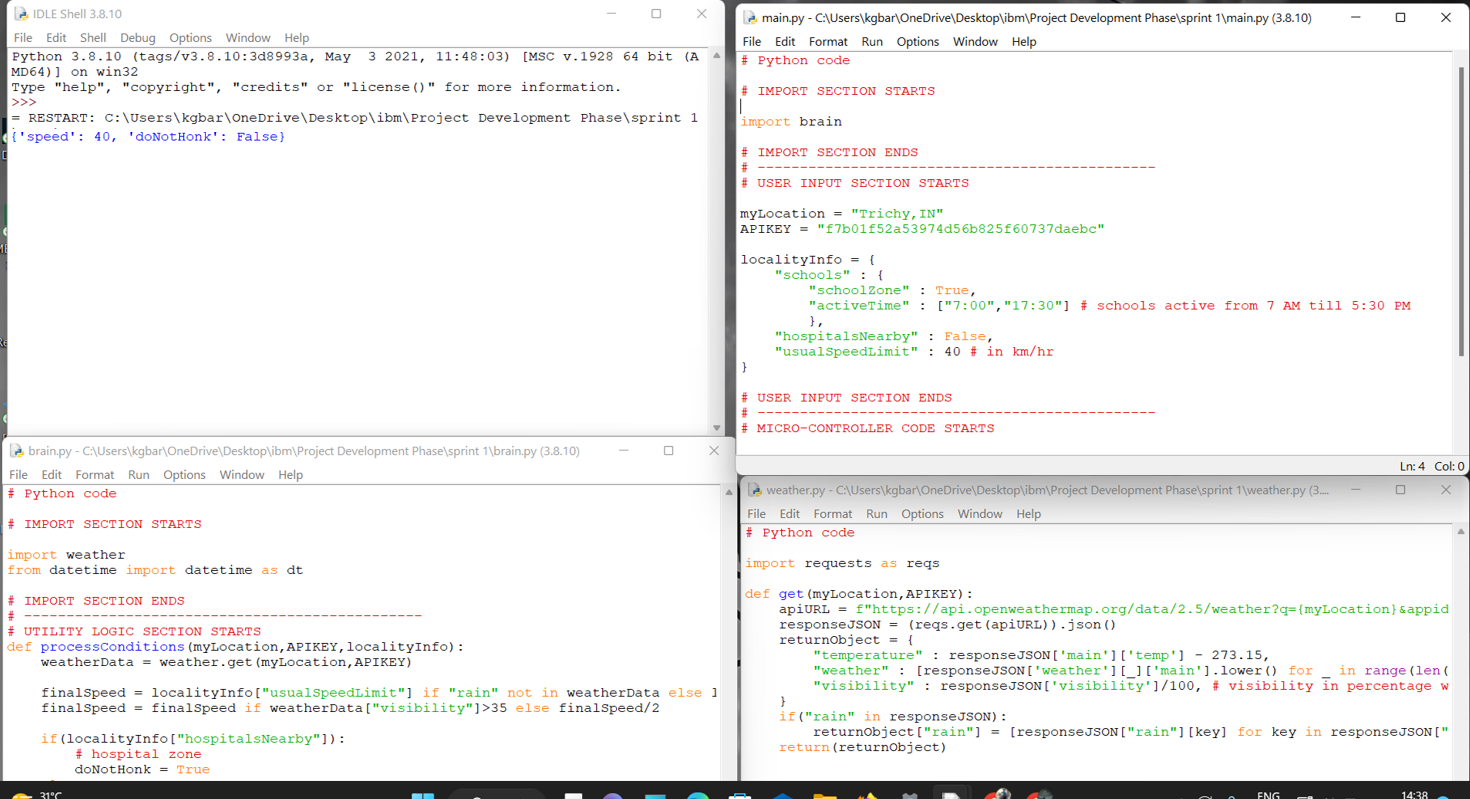 IDLE Shell 3.8.10
File Edit Shell Debug Options Window Help
Python 3.8.10 (tags/v3.8.10:3d8993a, May  3 2021, 11:48:03) [MSC v.1928 64 bit (A
MD64)] on win32
Type "help", "copyright", "credits" or "license()" for more information.
>>>
= RESTART: C:\Users\kgbar\OneDrive\Desktop\ibm\Project Development Phase\sprint 1
{'speed': 40, 'doNotHonk': False}
main.py - C:\Users\kgbar\OneDrive\Desktop\ibm\Project Development Phase\sprint 1\main.py (3.8.10)
File Edit Format Run Options Window Help
# Python code
# IMPORT SECTION STARTS
import brain
# IMPORT SECTION ENDS
# -----------------------------------------------
# USER INPUT SECTION STARTS
myLocation = "Trichy,IN"
APIKEY = "f7b01f52a53974d56b825f60737daebc"
localityInfo = {
    "schools" : {
        "schoolZone" : True,
        "activeTime" : ["7:00","17:30"] # schools active from 7 AM till 5:30 PM
        },
    "hospitalsNearby" : False,
    "usualSpeedLimit" : 40 # in km/hr
}
# USER INPUT SECTION ENDS
# -----------------------------------------------
# MICRO-CONTROLLER CODE STARTS
Ln: 4 Col: 0
brain.py - C:\Users\kgbar\OneDrive\Desktop\ibm\Project Development Phase\sprint 1\brain.py (3.8.10)
File Edit Format Run Options Window Help
# Python code
# IMPORT SECTION STARTS
import weather
from datetime import datetime as dt
# IMPORT SECTION ENDS
# -----------------------------------------------
# UTILITY LOGIC SECTION STARTS
def processConditions(myLocation,APIKEY,localityInfo):
    weatherData = weather.get(myLocation,APIKEY)
    finalSpeed = localityInfo["usualSpeedLimit"] if "rain" not in weatherData else
    finalSpeed = finalSpeed if weatherData["visibility"]>35 else finalSpeed/2
    if(localityInfo["hospitalsNearby"]):
        # hospital zone
        doNotHonk = True
weather.py - C:\Users\kgbar\OneDrive\Desktop\ibm\Project Development Phase\sprint 1\weather.py (3....
File Edit Format Run Options Window Help
# Python code
import requests as reqs
def get(myLocation,APIKEY):
    apiURL = f"https://api.openweathermap.org/data/2.5/weather?q={myLocation}&appid
    responseJSON = (reqs.get(apiURL)).json()
    returnObject = {
        "temperature" : responseJSON['main']['temp'] - 273.15,
        "weather" : [responseJSON['weather'][_]['main'].lower() for _ in range(len(
        "visibility" : responseJSON['visibility']/100, # visibility in percentage w
    }
    if("rain" in responseJSON):
        returnObject["rain"] = [responseJSON["rain"][key] for key in responseJSON["
    return(returnObject)
31°C
ENG
14:38